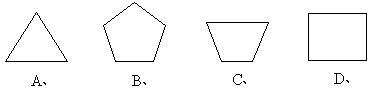 A、 B、 C、 D、